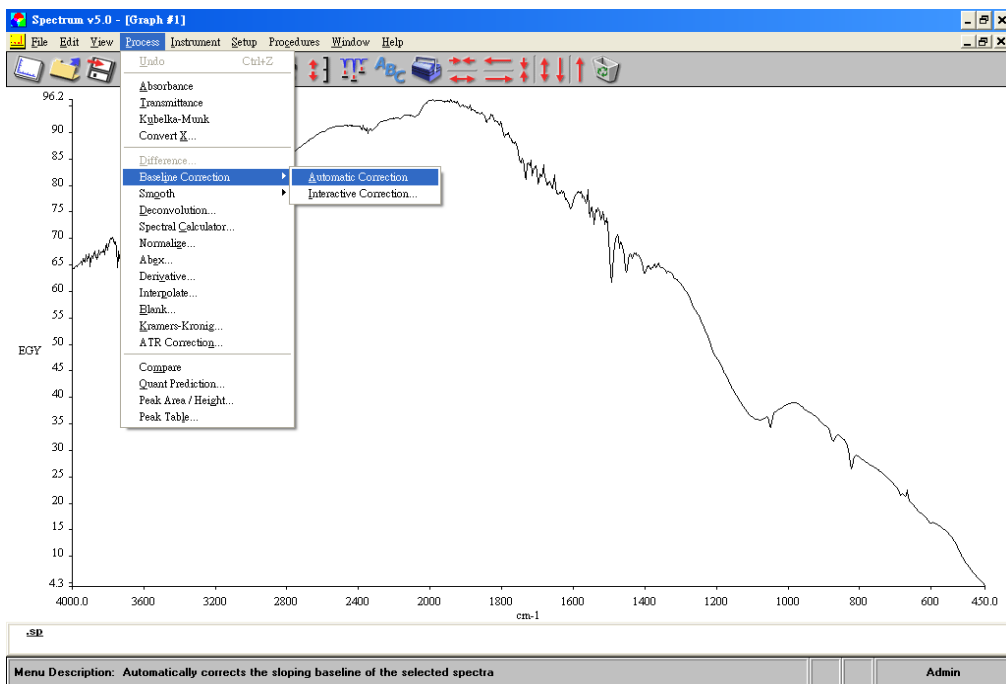 Spectrum v5.0 - [Graph #1]
File Edit View Process Instrument Setup Procedures Window Help
ABC
Undo Ctrl+Z
Absorbance
Transmittance
Kubelka-Munk
Convert X...
Difference...
Baseline Correction
Automatic Correction
Smooth
Interactive Correction...
Deconvolution...
Spectral Calculator...
Normalize...
Abex...
Derivative...
Interpolate...
Blank...
Kramers-Kronig...
ATR Correction...
Compare
Quant Prediction...
Peak Area / Height...
Peak Table...
96.2
90
85
80
75
70
65
60
55
50
EGY
45
40
35
30
25
20
15
10
4.3
4000.0 3600 3200 2800 2400 2000 1800 1600 1400 1200 1000 800 600 450.0
cm-1
.sp
Menu Description: Automatically corrects the sloping baseline of the selected spectra Admin